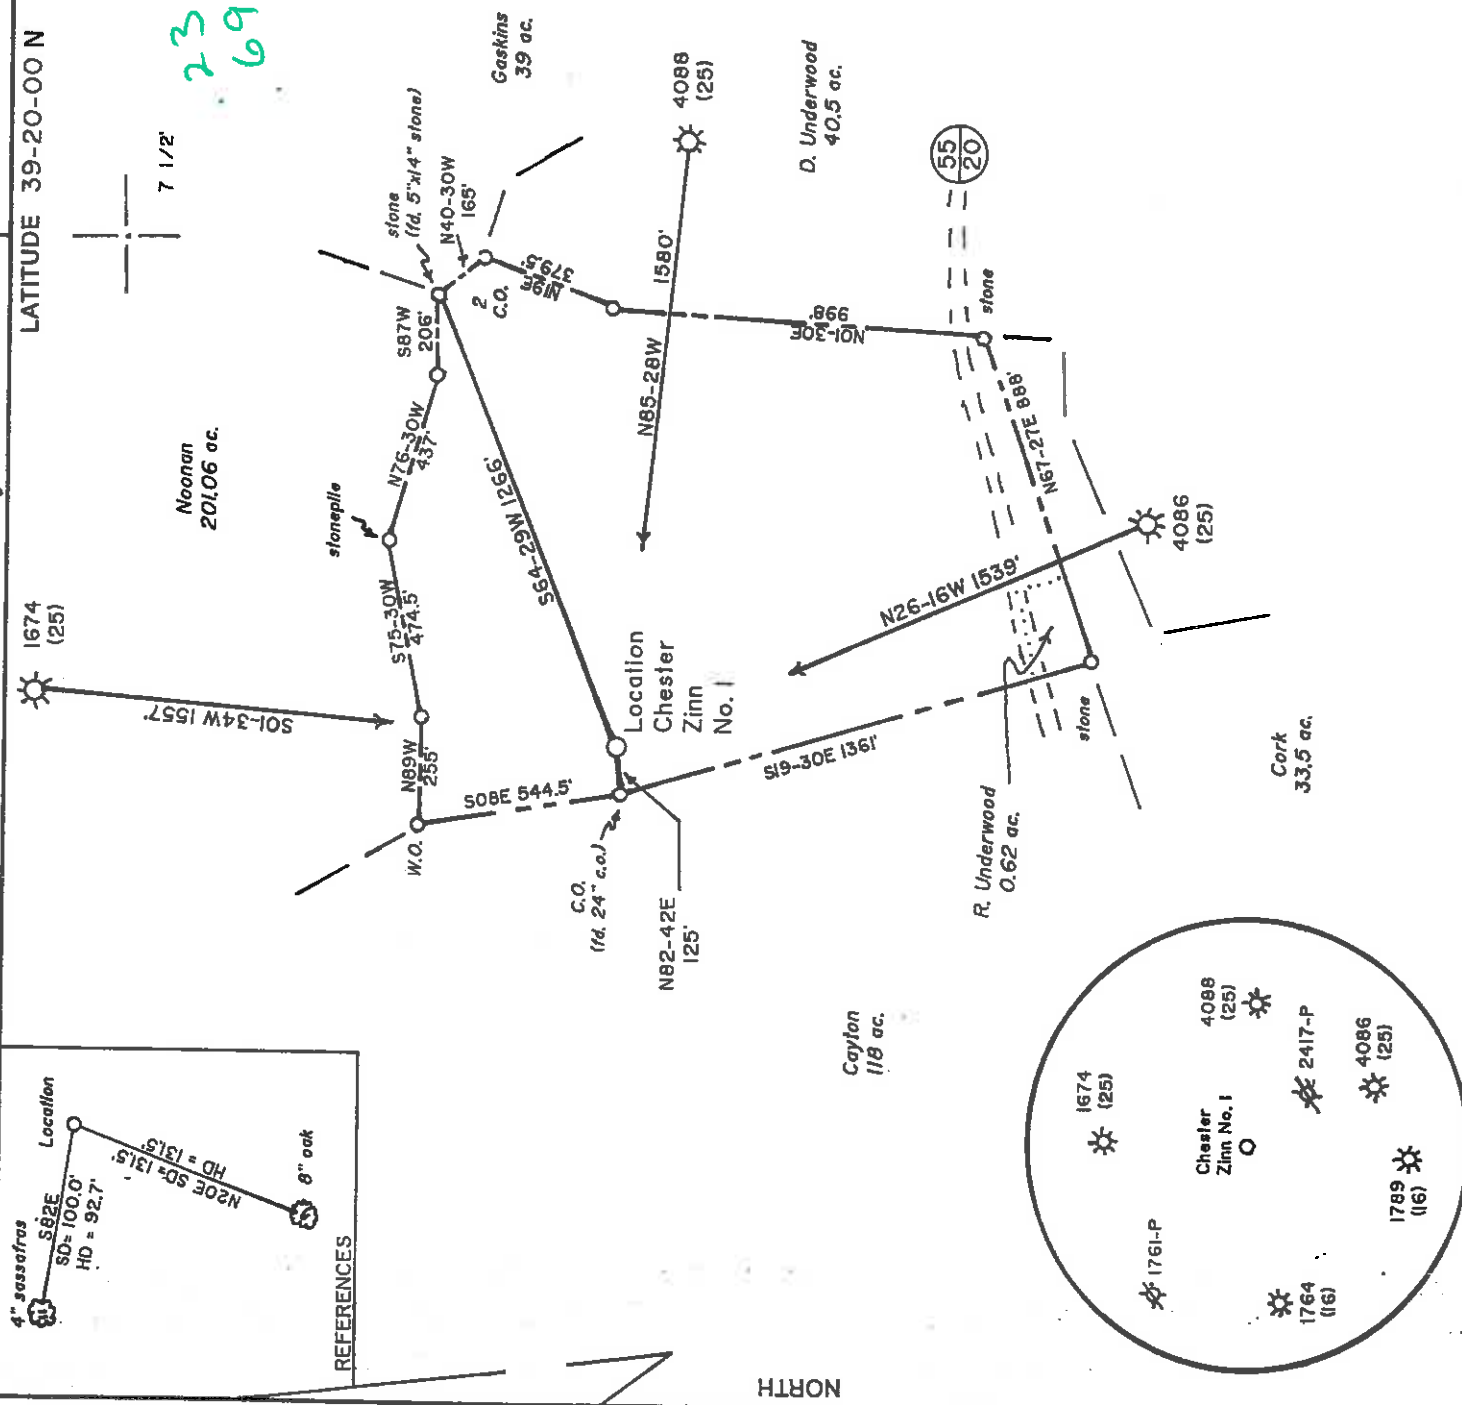 LATITUDE 39-20-00 N
23
69
7 1/2'
Gaskins
39 ac.
stone
(fd. 5"x14" stone)
N40-30W
165'
4088
(25)
D. Underwood
40.5 ac.
55
20
Noonan
201.06 ac.
1674
(25)
S01-34W 1557'
stonepile
S87W
206'
N76-30W
437'
S75-30W
474.5'
N89W
255'
W.O.
2
C.O.
N19E
379.5'
1580'
N85-28W
N01-30E
998'
stone
S64-29W 1266'
Location
Chester
Zinn
No. 1
S08E 544.5'
C.O.
(fd. 24" c.o.)
N82-42E
125'
S19-30E 1361'
N26-16W 1539'
N67-27E 888'
4086
(25)
stone
R. Underwood
0.62 ac.
Cork
33.5 ac.
Cayton
118 ac.
4" sassafras
Location
S82E
SD= 100.0'
HD = 92.7'
N20E SD= 131.5'
HD = 131.5'
8" oak
REFERENCES
NORTH
1674
(25)
4088
(25)
Chester
Zinn No. 1
2417-P
4086
(25)
1761-P
1764
(16)
1789
(16)